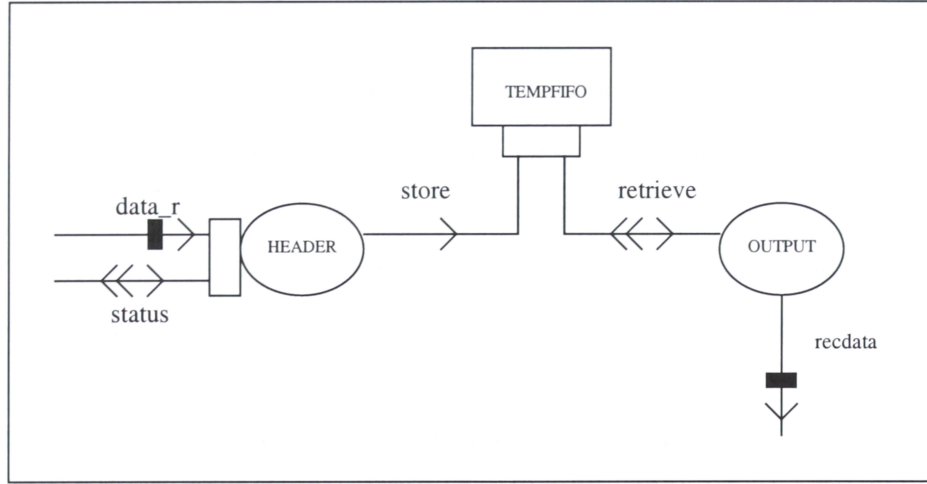 TEMPFIFO
store
retrieve
data_r
HEADER
OUTPUT
status
recdata